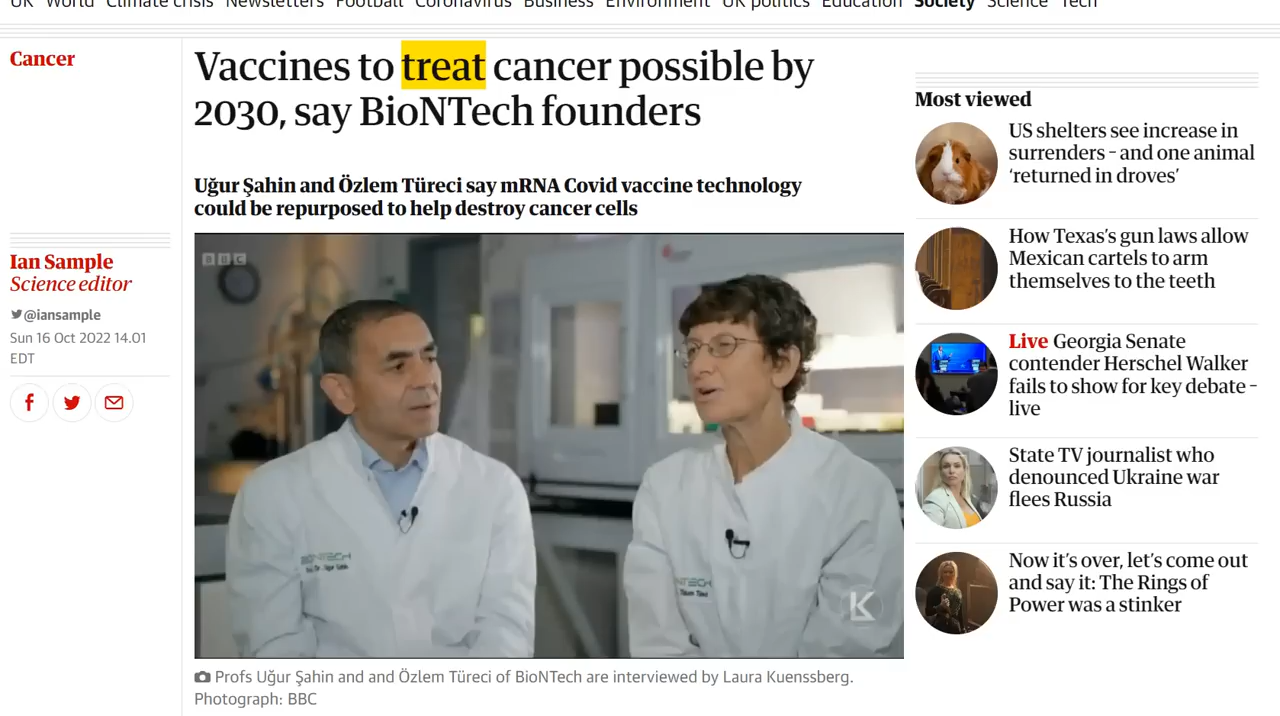 UK World Climate crisis Newsletters Football Coronavirus Business Environment UK politics Education Society Science Tech
Cancer
Vaccines to treat cancer possible by
2030, say BioNTech founders
Uğur Şahin and Özlem Türeci say mRNA Covid vaccine technology
could be repurposed to help destroy cancer cells
Ian Sample
Science editor
@iansample
Sun 16 Oct 2022 14.01
EDT
BBC
BIONTECH
NTECH
K
Profs Uğur Şahin and and Özlem Türeci of BioNTech are interviewed by Laura Kuenssberg.
Photograph: BBC
Most viewed
US shelters see increase in
surrenders – and one animal
‘returned in droves’
How Texas’s gun laws allow
Mexican cartels to arm
themselves to the teeth
Live Georgia Senate
contender Herschel Walker
fails to show for key debate –
live
State TV journalist who
denounced Ukraine war
flees Russia
Now it’s over, let’s come out
and say it: The Rings of
Power was a stinker